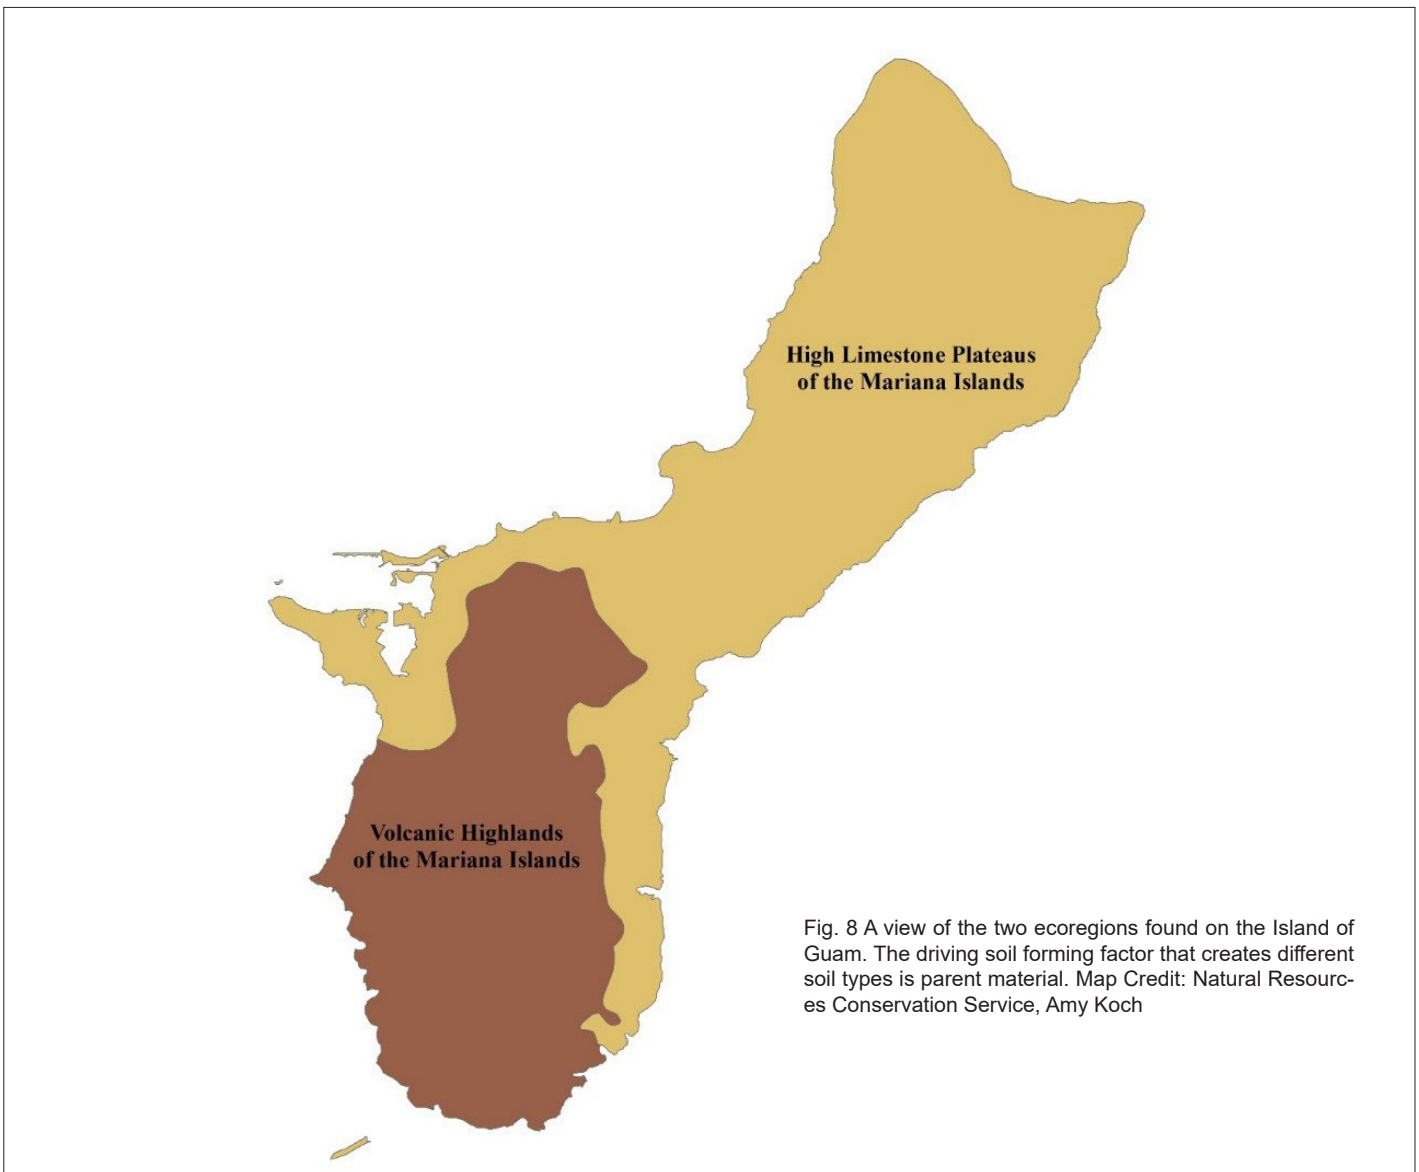 High Limestone Plateaus
of the Mariana Islands
Volcanic Highlands
of the Mariana Islands
Fig. 8 A view of the two ecoregions found on the Island of
Guam. The driving soil forming factor that creates different
soil types is parent material. Map Credit: Natural Resourc-
es Conservation Service, Amy Koch